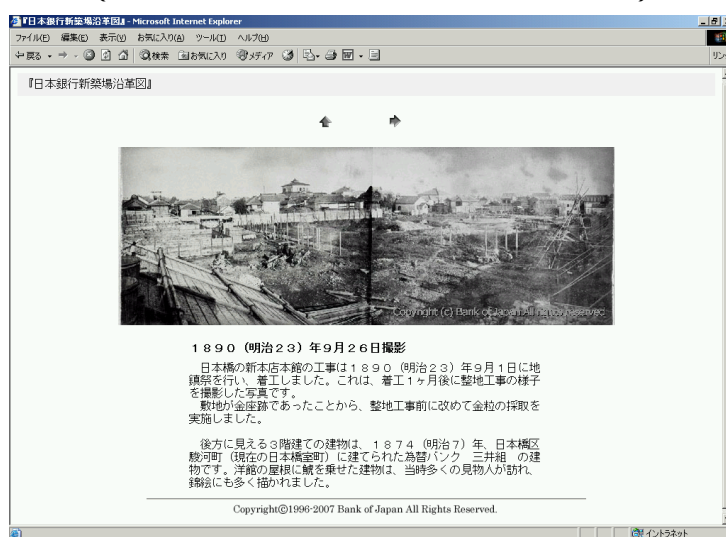 『日本銀行新築場沿革図』 - Microsoft Internet Explorer
ファイル(F) 編集(E) 表示(V) お気に入り(A) ツール(T) ヘルプ(H)
戻る 検索 お気に入り メディア リン
『日本銀行新築場沿革図』
Copyright (c) Bank of Japan All rights reserved
１８９０（明治２３）年９月２６日撮影
日本橋の新本店本館の工事は１８９０（明治２３）年９月１日に地
鎮祭を行い、着工しました。これは、着工１ヶ月後に整地工事の様子
を撮影した写真です。
敷地が金座跡であったことから、整地工事前に改めて金粒の採取を
実施しました。
後方に見える３階建ての建物は、１８７４（明治７）年、日本橋区
駿河町（現在の日本橋室町）に建てられた為替バンク　三井組　の建
物です。洋館の屋根に鯱を乗せた建物は、当時多くの見物人が訪れ、
錦絵にも多く描かれました。
Copyright©1996-2007 Bank of Japan All Rights Reserved.
イントラネット